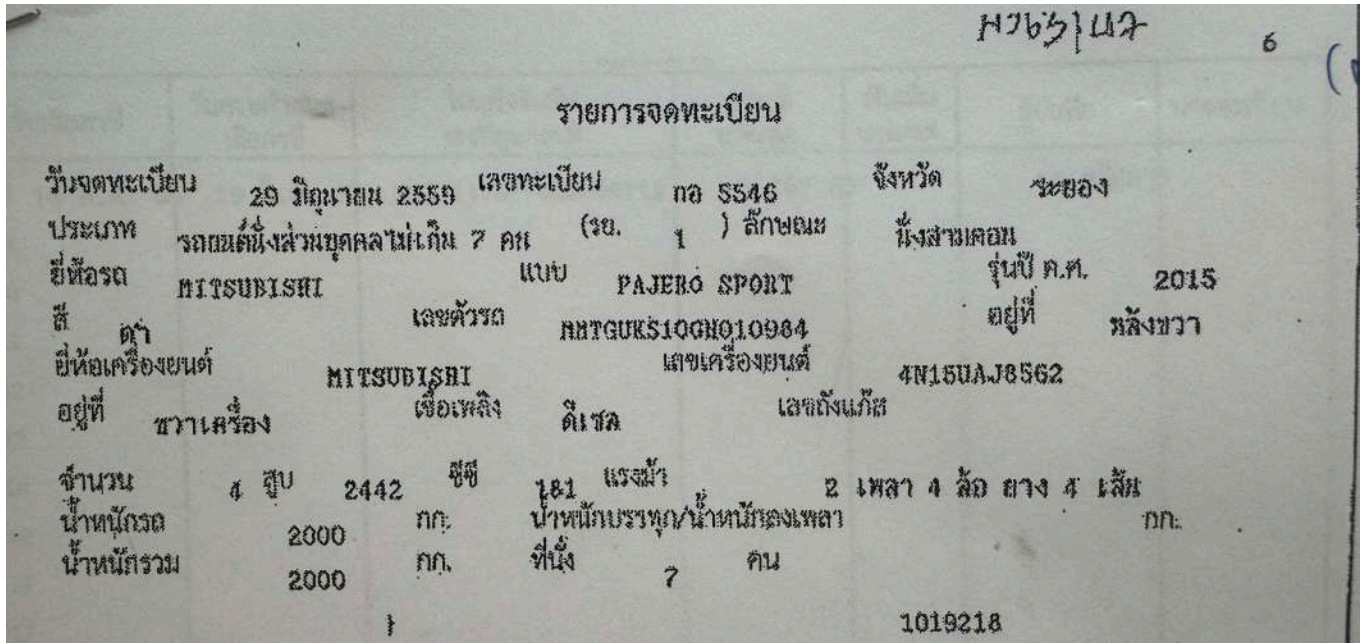 6
รายการจดทะเบียน
วันจดทะเบียน 29 มิถุนายน 2559 เลขทะเบียน กอ 5546 จังหวัด ระยอง
ประเภท รถยนต์นั่งส่วนบุคคลไม่เกิน 7 คน (รย. 1 ) ลักษณะ นั่งสามตอน
ยี่ห้อรถ MITSUBISHI แบบ PAJERO SPORT รุ่นปี ค.ศ. 2015
สี ดำ เลขตัวรถ MMTGUKS10GH010984 อยู่ที่ หลังขวา
ยี่ห้อเครื่องยนต์ MITSUBISHI เลขเครื่องยนต์ 4N15UAJ8562
อยู่ที่ ขวาเครื่อง เชื้อเพลิง ดีเซล เลขถังแก๊ส
จำนวน 4 สูบ 2442 ซีซี 181 แรงม้า 2 เพลา 4 ล้อ ยาง 4 เส้น
น้ำหนักรถ 2000 กก. น้ำหนักบรรทุก/น้ำหนักลงเพลา กก.
น้ำหนักรวม 2000 กก. ที่นั่ง 7 คน
1019218